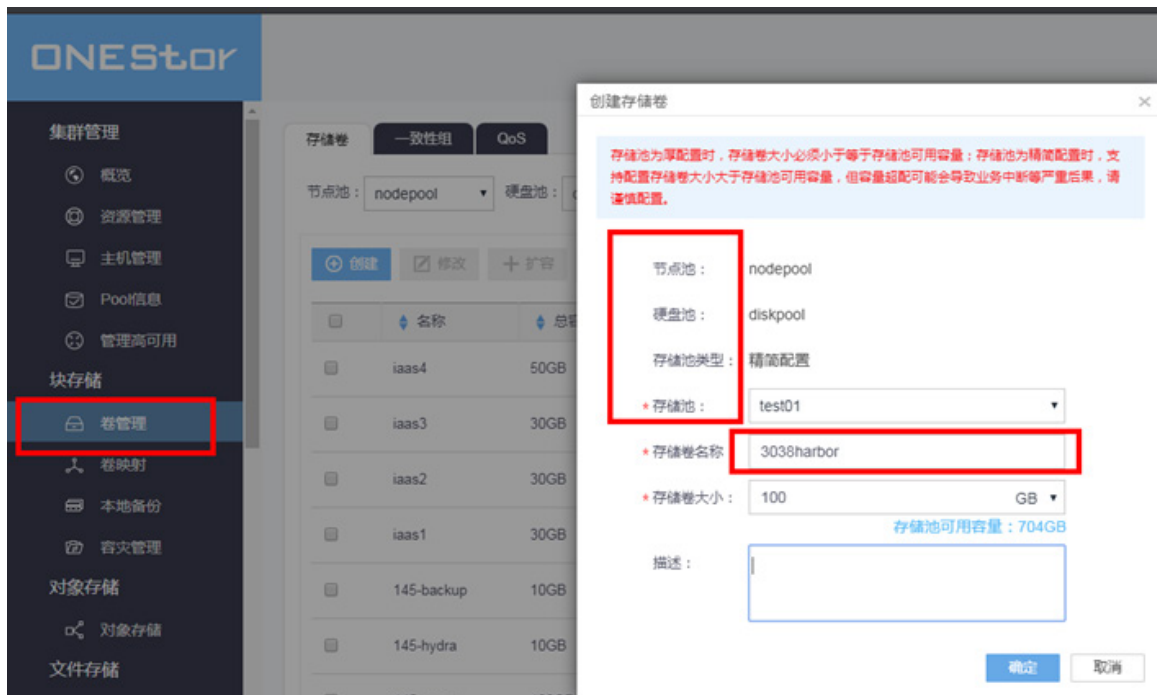 ONEStor
集群管理
概览
资源管理
主机管理
Pool信息
管理高可用
块存储
卷管理
卷映射
本地备份
容灾管理
对象存储
对象存储
文件存储
存储卷 一致性组 QoS
节点池： nodepool 硬盘池：
创建 修改 扩容
名称
iaas4 50GB
iaas3 30GB
iaas2 30GB
iaas1 30GB
145-backup 10GB
145-hydra 10GB
创建存储卷
存储池为厚配置时，存储卷大小必须小于等于存储池可用容量；存储池为精简配置时，支
持配置存储卷大小大于存储池可用容量，但容量超配可能会导致业务中断等严重后果，请
谨慎配置。
节点池： nodepool
硬盘池： diskpool
存储池类型： 精简配置
*存储池： test01
*存储卷名称 3038harbor
*存储卷大小： 100 GB
存储池可用容量：704GB
描述：
确定 取消